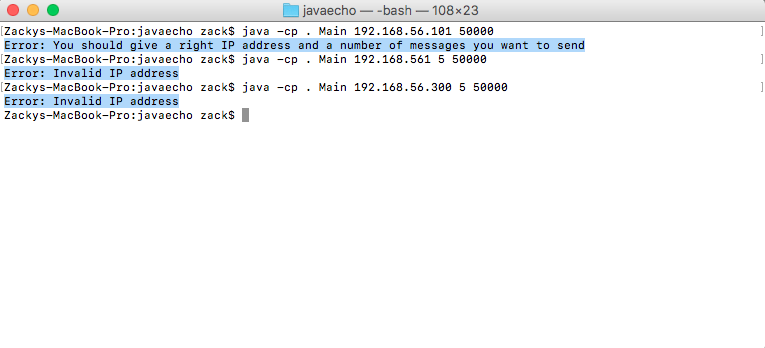 javaecho — -bash — 108×23
[Zackys-MacBook-Pro:javaecho zack$ java -cp . Main 192.168.56.101 50000 ]
Error: You should give a right IP address and a number of messages you want to send
[Zackys-MacBook-Pro:javaecho zack$ java -cp . Main 192.168.561 5 50000 ]
Error: Invalid IP address
[Zackys-MacBook-Pro:javaecho zack$ java -cp . Main 192.168.56.300 5 50000 ]
Error: Invalid IP address
Zackys-MacBook-Pro:javaecho zack$